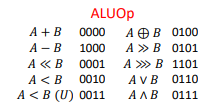 ALUOp
A + B 0000 A ⊕ B 0100
A − B 1000 A ≫ B 0101
A ≪ B 0001 A ⋙ B 1101
A < B 0010 A ∨ B 0110
A < B (U) 0011 A ∧ B 0111